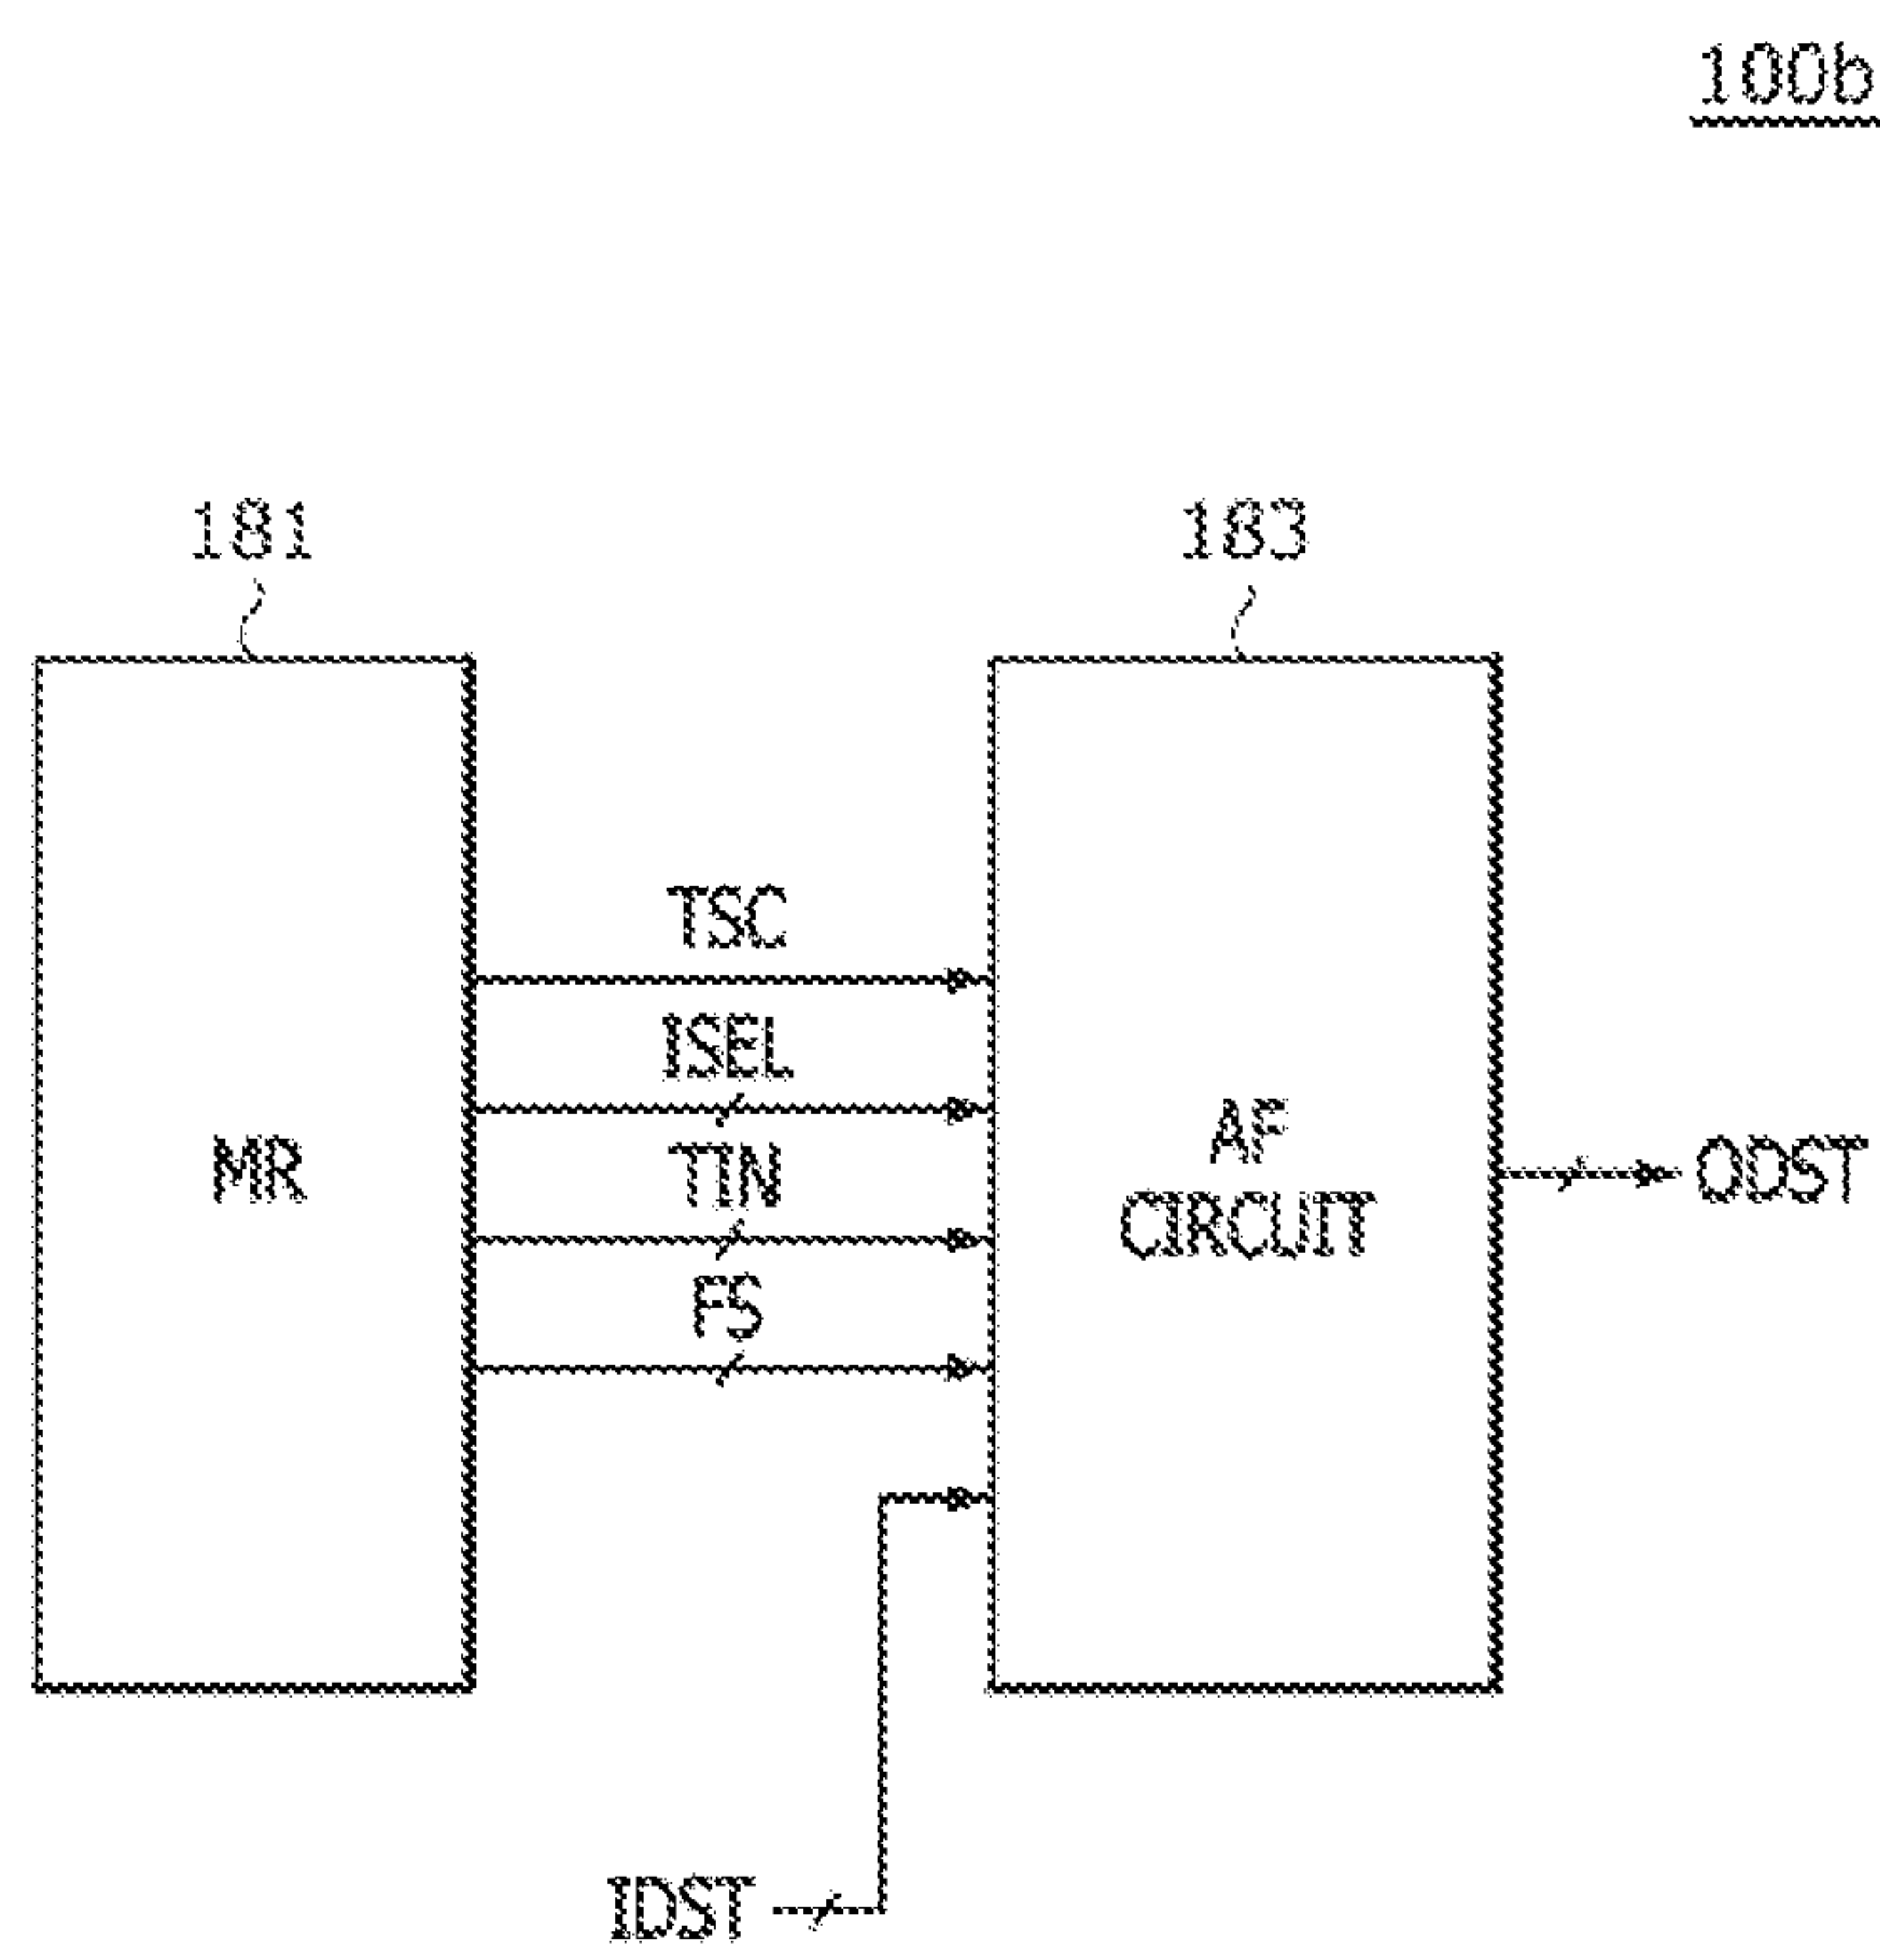 100b
181
183
TSC
ISEL
TIN
FS
MR
AF
CIRCUIT
ODST
IDST